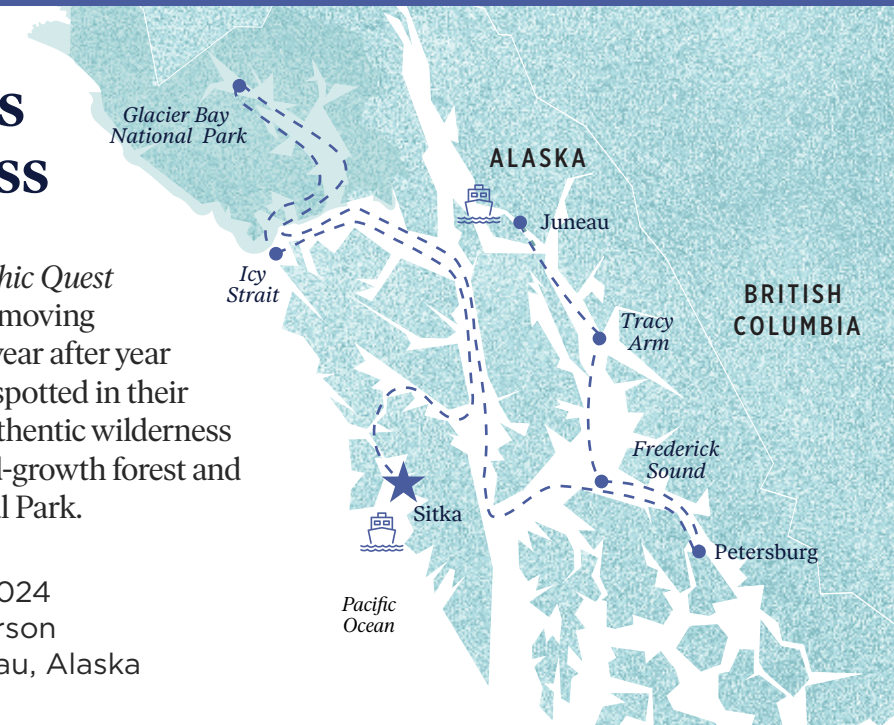 s
ss
hic Quest
moving
year after year
spotted in their
thentic wilderness
l-growth forest and
l Park.
024
rson
au, Alaska
Glacier Bay
National Park
ALASKA
Juneau
Icy
Strait
BRITISH
COLUMBIA
Tracy
Arm
Frederick
Sound
Sitka
Petersburg
Pacific
Ocean